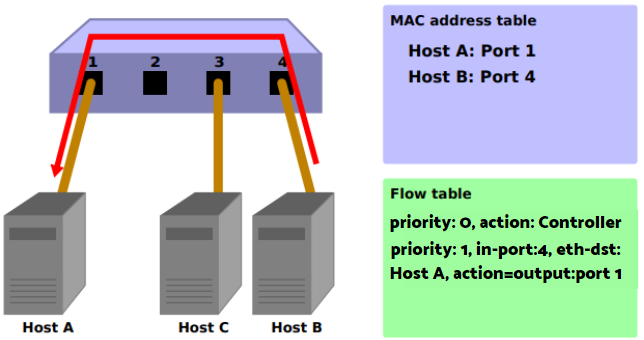 1 2 3 4
Host A
Host C
Host B
MAC address table
Host A: Port 1
Host B: Port 4
Flow table
priority: 0, action: Controller
priority: 1, in-port:4, eth-dst:
Host A, action=output:port 1